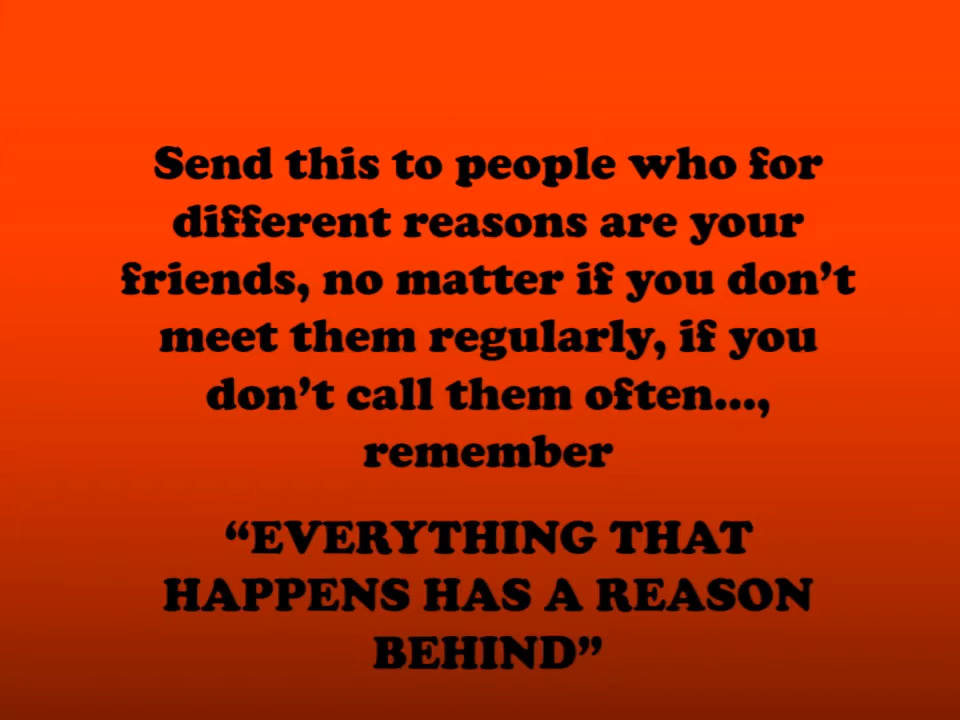 Send this to people who for
different reasons are your
friends, no matter if you don’t
meet them regularly, if you
don’t call them often...,
remember
“EVERYTHING THAT
HAPPENS HAS A REASON
BEHIND”